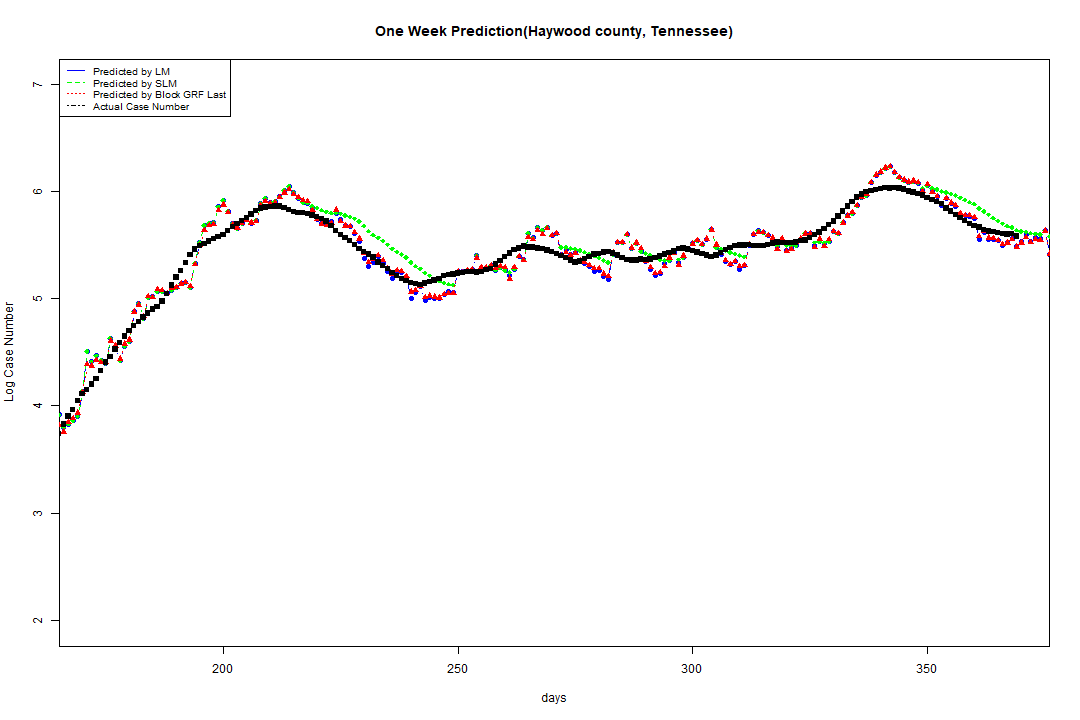 One Week Prediction(Haywood county, Tennessee)
Predicted by LM
Predicted by SLM
Predicted by Block GRF Last
Actual Case Number
7
6
5
4
3
2
Log Case Number
200 250 300 350
days